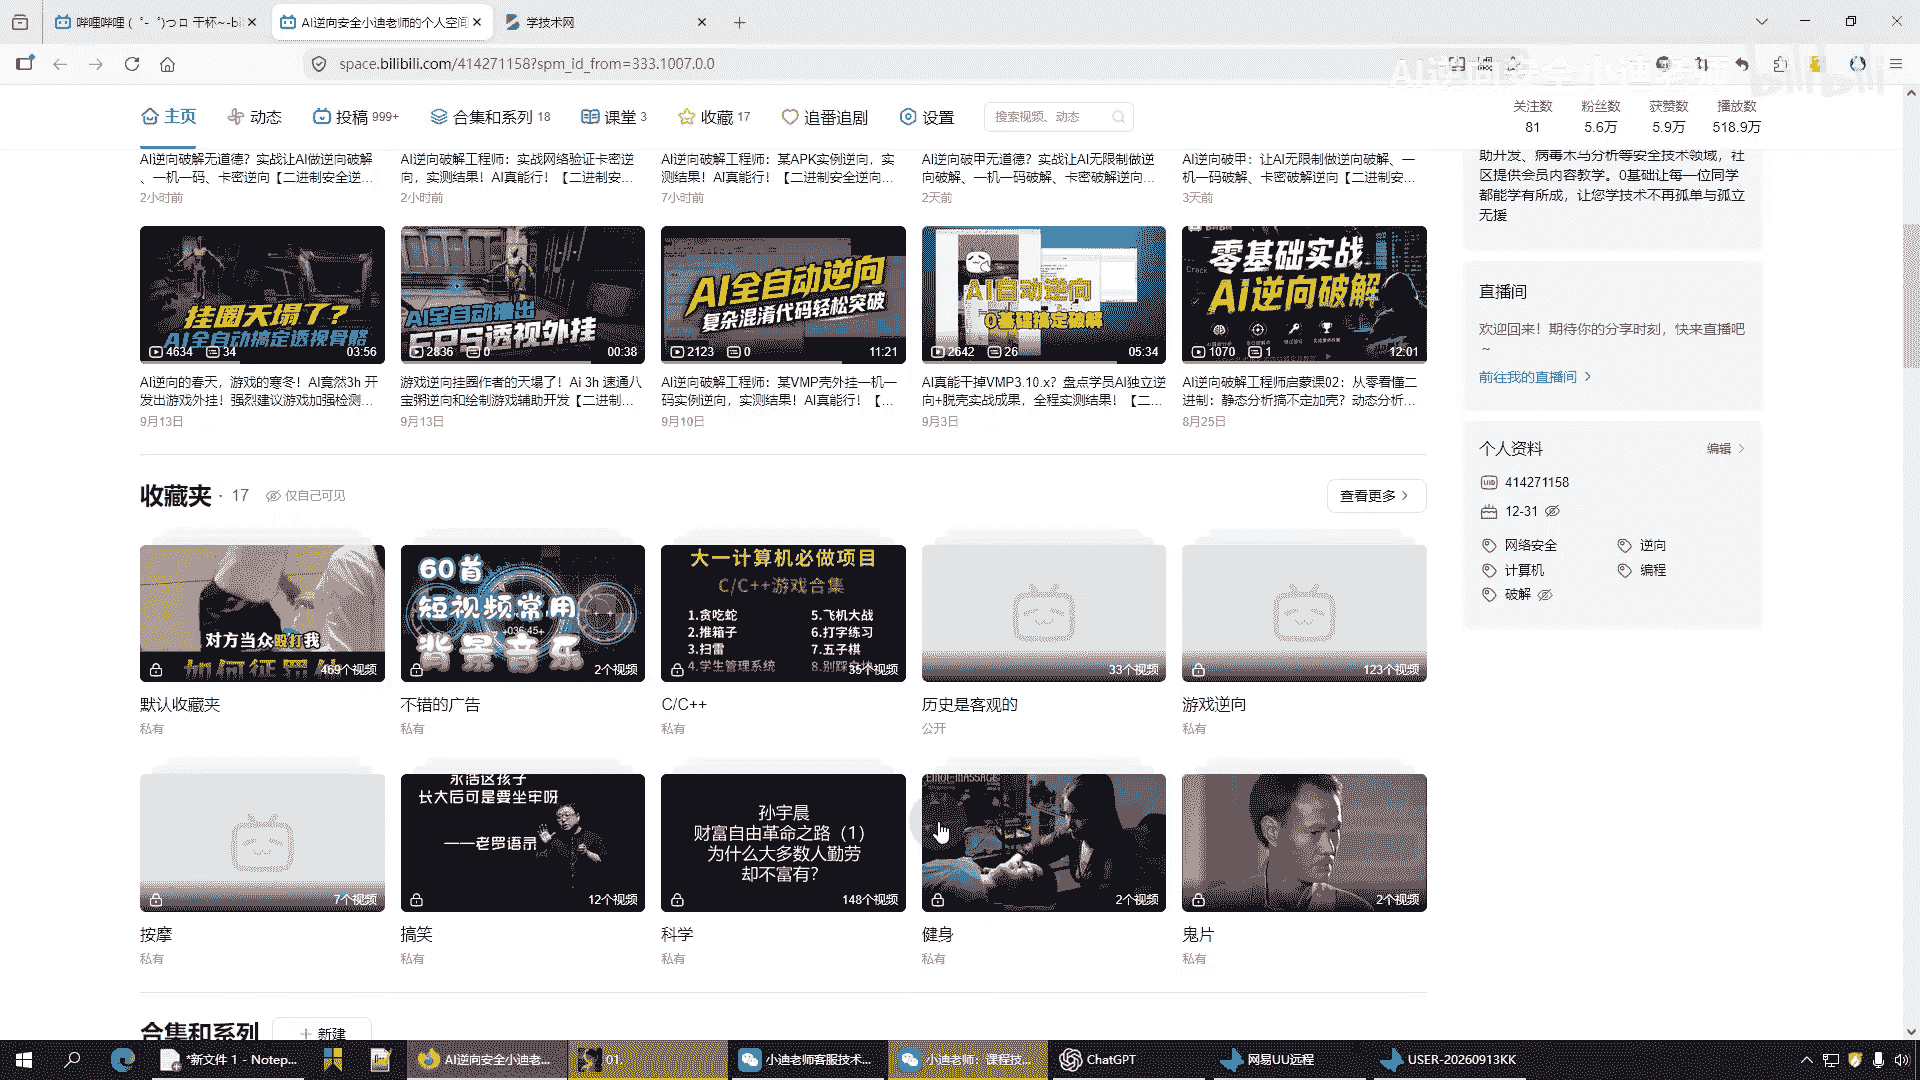 哔哩哔哩 (゜-゜)つロ 干杯~-bi
AI逆向安全小迪老师的个人空间
学技术网
space.bilibili.com/414271158?spm_id_from=333.1007.0.0
AI逆向安全小迪老师
bilibili
主页
动态
投稿 999+
合集和系列 18
课堂 3
收藏 17
追番追剧
设置
搜索视频、动态
关注数
粉丝数
获赞数
播放数
81
5.6万
5.9万
518.9万
AI逆向破解无道德？实战让AI做逆向破解
、一机一码、卡密逆向【二进制安全逆...
2小时前
AI逆向破解工程师：实战网络验证卡密逆
向，实测结果！AI真能行！【二进制安...
2小时前
AI逆向破解工程师：某APK实例逆向，实
测结果！AI真能行！【二进制安全逆向...
7小时前
AI逆向破甲无道德？实战让AI无限制做逆
向破解、一机一码破解、卡密破解逆向...
2天前
AI逆向破甲：让AI无限制做逆向破解、一
机一码破解、卡密破解逆向【二进制安...
3天前
助开发、病毒木马分析等安全技术领域，社
区提供会员内容教学。0基础让每一位同学
都能学有所成，让您学技术不再孤单与孤立
无援
挂圈天塌了?
AI全自动搞定透视骨骼
4634
34
03:56
AI全自动撸出
FPS透视外挂
2836
0
00:38
AI全自动逆向
复杂混淆代码轻松突破
2123
0
11:21
AI自动逆向
0基础搞定破解
2642
26
05:34
零基础实战
Ai逆向破解
1070
1
12:01
AI逆向的春天，游戏的寒冬！AI竟然3h 开
发出游戏外挂！强烈建议游戏加强检测...
9月13日
游戏逆向挂圈作者的天塌了！Ai 3h 速通八
宝粥逆向和绘制游戏辅助开发【二进制...
9月13日
AI逆向破解工程师：某VMP壳外挂一机一
码实例逆向，实测结果！AI真能行！【...
9月10日
AI真能干掉VMP3.10.x？盘点学员AI独立逆
向+脱壳实战成果，全程实测结果！【二...
9月3日
AI逆向破解工程师启蒙课02：从零看懂二
进制：静态分析搞不定加壳？动态分析...
8月25日
直播间
欢迎回来！期待你的分享时刻，快来直播吧
~
前往我的直播间
个人资料
编辑
UID 414271158
12-31
网络安全
逆向
计算机
编程
破解
收藏夹 · 17
仅自己可见
查看更多
对方当众殴打我
如何征罚他
469个视频
60首
短视频常用
+036:45+
背景音乐
2个视频
大一计算机必做项目
C/C++游戏合集
1.贪吃蛇
5.飞机大战
2.推箱子
6.打字练习
3.扫雷
7.五子棋
4.学生管理系统
35个视频
33个视频
123个视频
默认收藏夹
私有
不错的广告
私有
C/C++
私有
历史是客观的
公开
游戏逆向
私有
7个视频
永浩这孩子
长大后可是要坐牢呀
——老罗语录
12个视频
孙宇晨
财富自由革命之路（1）
为什么大多数人勤劳
却不富有？
148个视频
2个视频
2个视频
按摩
私有
搞笑
私有
科学
私有
健身
私有
鬼片
私有
合集和系列
新建
*新文件 1 - Notep...
AI逆向安全小迪老...
01.
小迪老师客服技术...
小迪老师：课程技...
ChatGPT
网易UU远程
USER-20260913KK